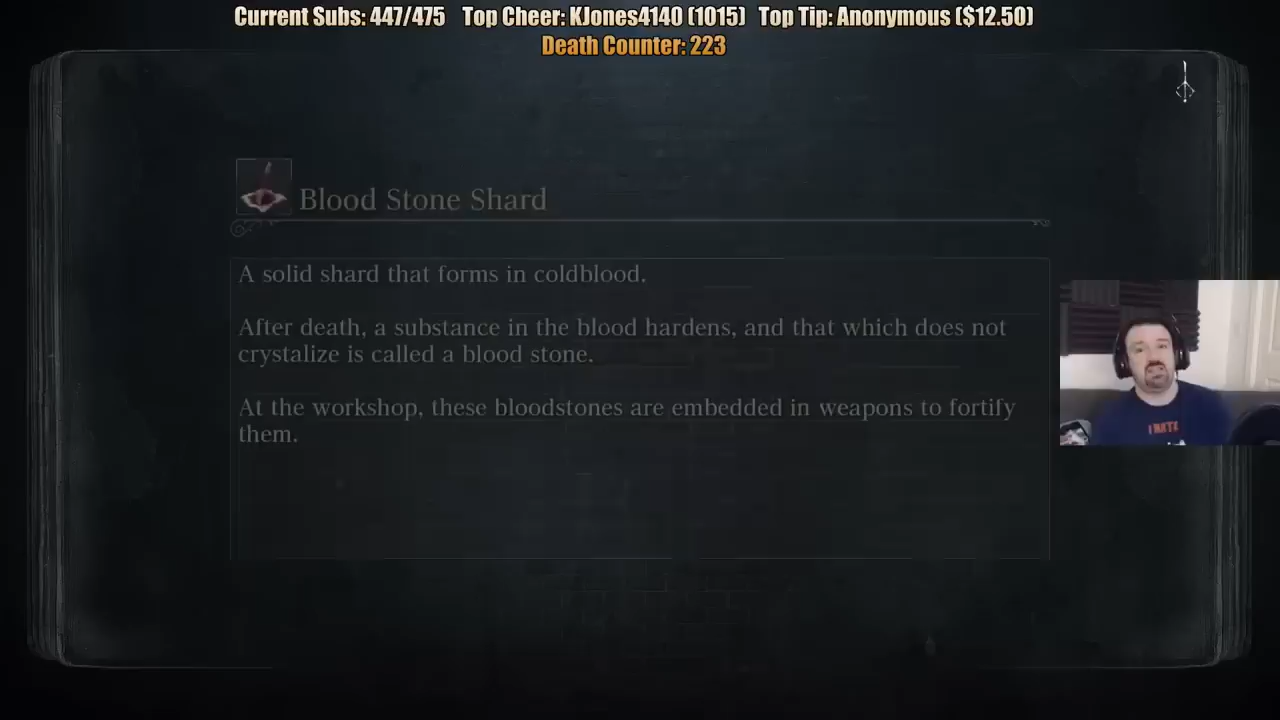 Current Subs: 447/475 Top Cheer: KJones4140 (1015) Top Tip: Anonymous ($12.50)
Death Counter: 223
Blood Stone Shard
A solid shard that forms in coldblood.
After death, a substance in the blood hardens, and that which does not
crystalize is called a blood stone.
At the workshop, these bloodstones are embedded in weapons to fortify
them.
I HATE